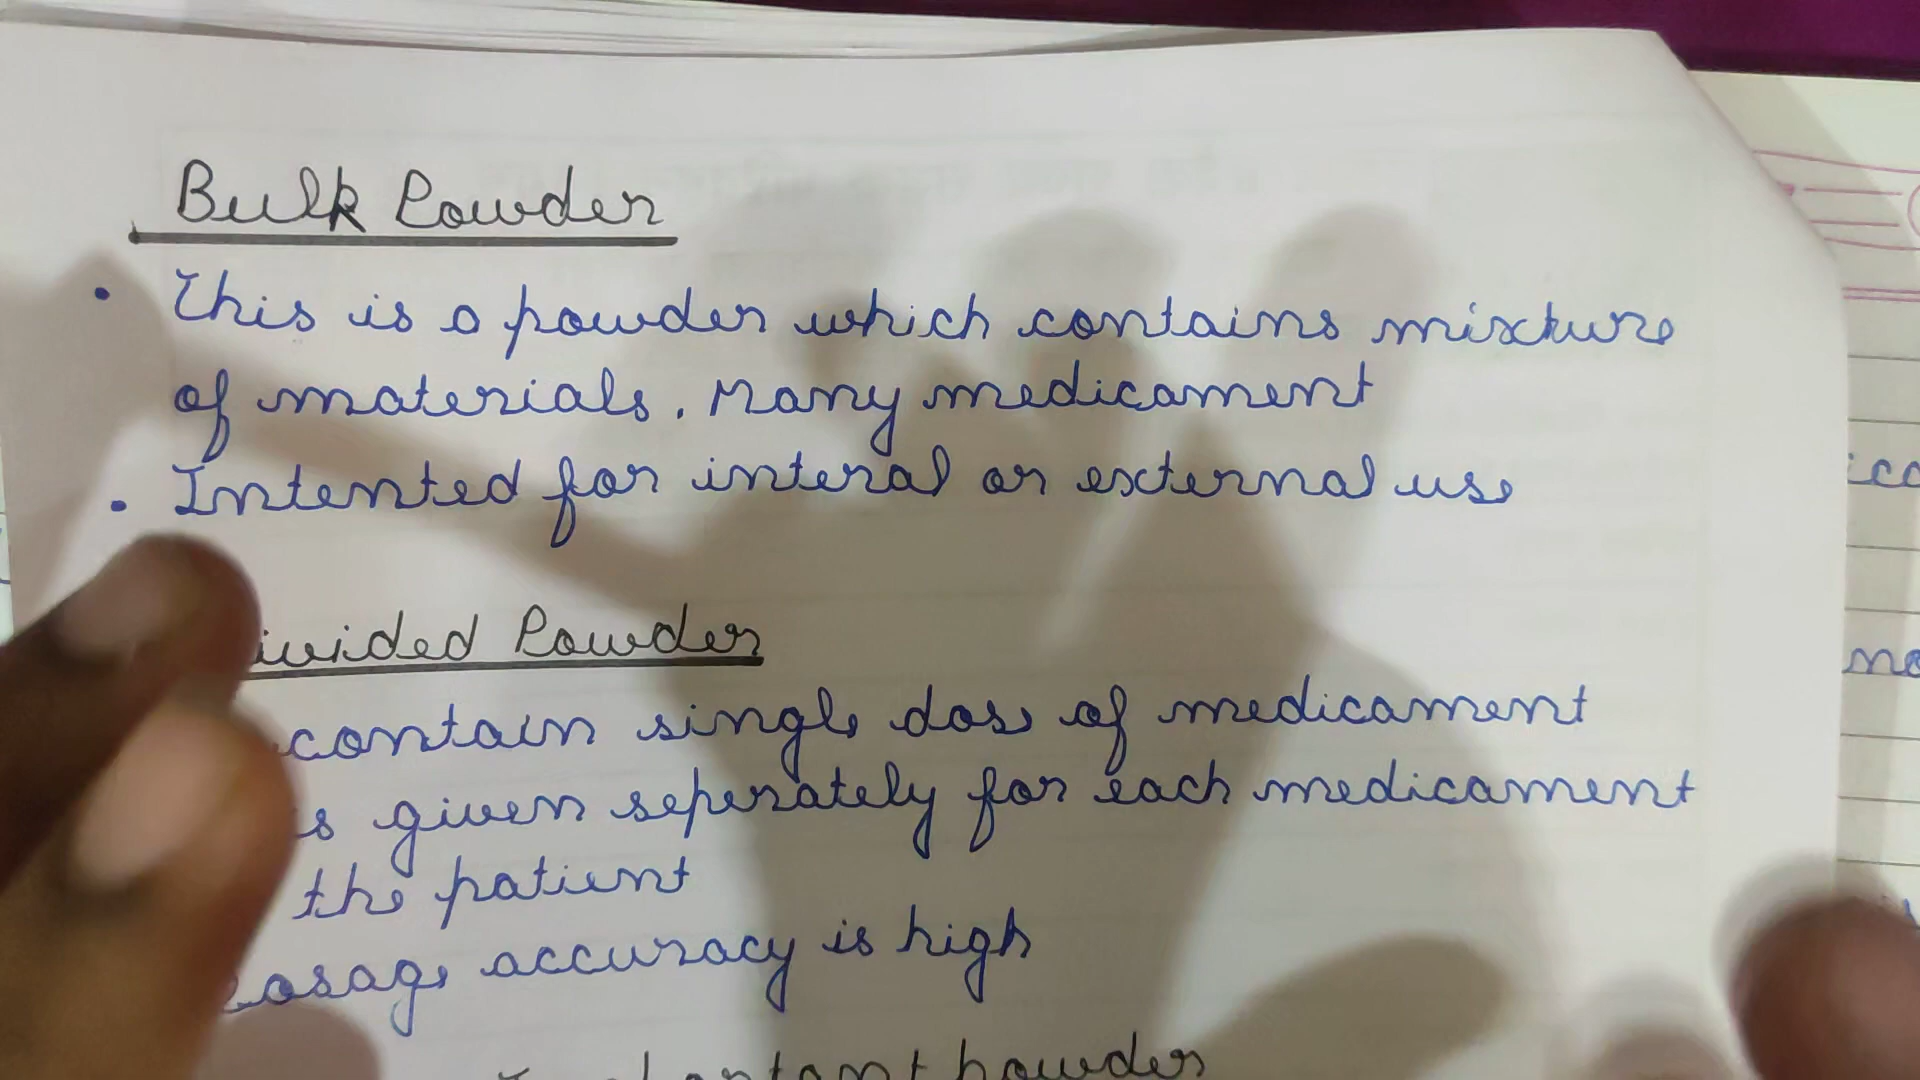 Bulk Powder
• This is a powder which contains mixture
of materials. Many medicament
• Intented for interal or external use
ivided Powder
contain single dose of medicament
s given seperately for each medicament
the patient
osage accuracy is high
powder